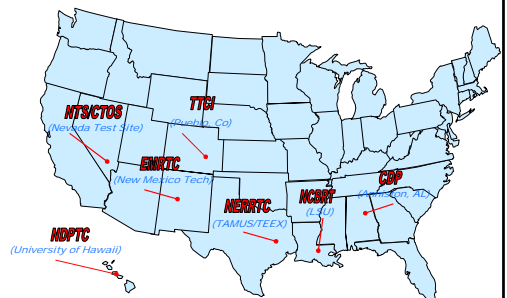 NTS/CTOS
(Nevada Test Site)
TTCI
(Pueblo, Co)
EMRTC
(New Mexico Tech)
NERRTC
(TAMUS/TEEX)
NCBRT
(LSU)
CDP
(Anniston, AL)
NDPTC
(University of Hawaii)